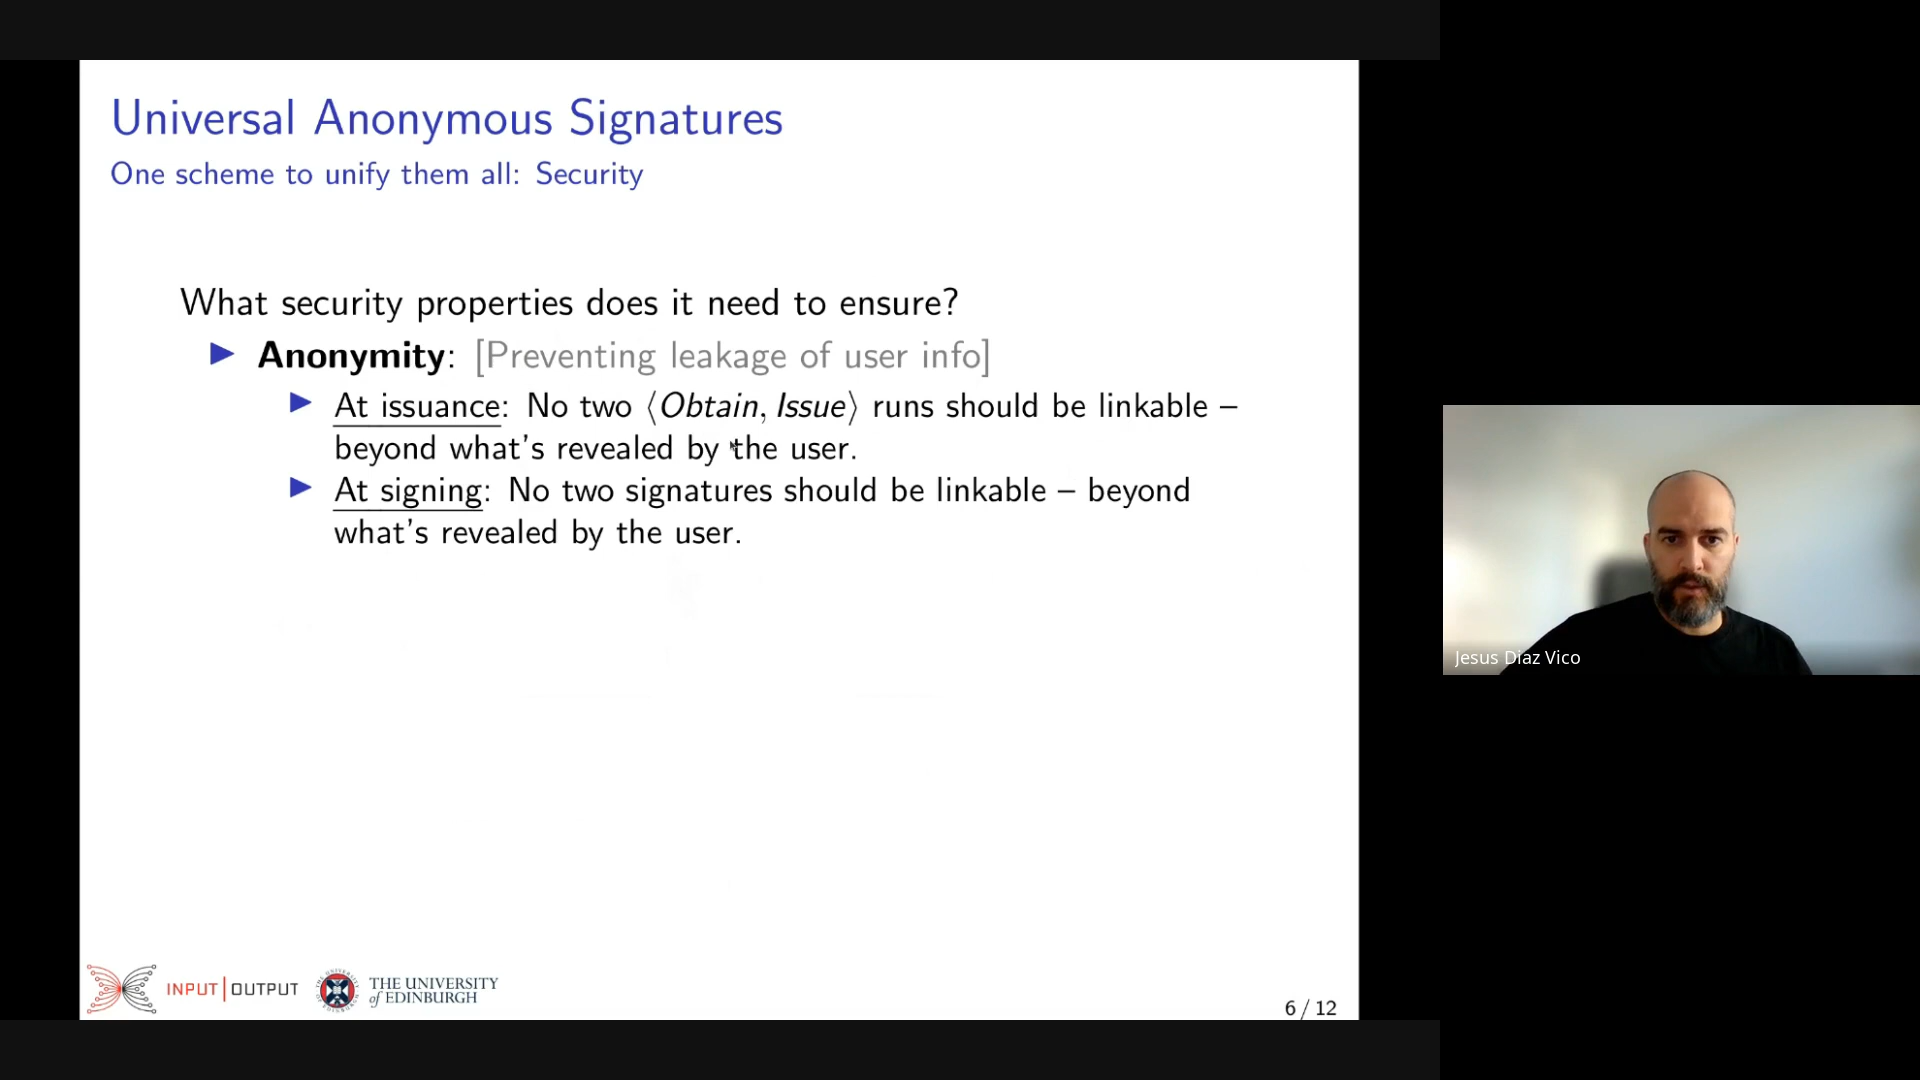 Universal Anonymous Signatures
One scheme to unify them all: Security
What security properties does it need to ensure?
Anonymity: [Preventing leakage of user info]
At issuance: No two ⟨Obtain, Issue⟩ runs should be linkable –
beyond what's revealed by the user.
At signing: No two signatures should be linkable – beyond
what's revealed by the user.
Jesus Diaz Vico
INPUT|OUTPUT
THE UNIVERSITY
of EDINBURGH
6 / 12